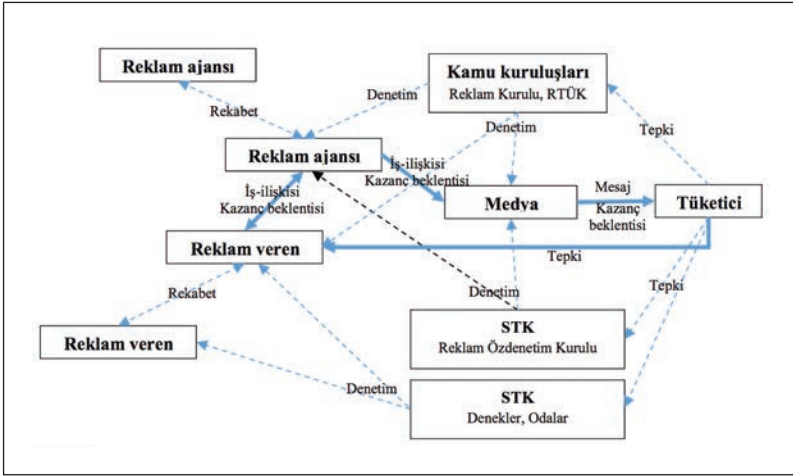 Reklam ajansı
Kamu kuruluşları
Reklam Kurulu, RTÜK
Rekabet
Denetim
Denetim
Tepki
Reklam ajansı
İş-ilişkisi
Kazanç beklentisi
İş-ilişkisi
Kazanç beklentisi
Medya
Mesaj
Kazanç
beklentisi
Tüketici
Reklam veren
Tepki
Rekabet
Denetim
Tepki
Reklam veren
STK
Reklam Özdenetim Kurulu
Denetim
STK
Denekler, Odalar